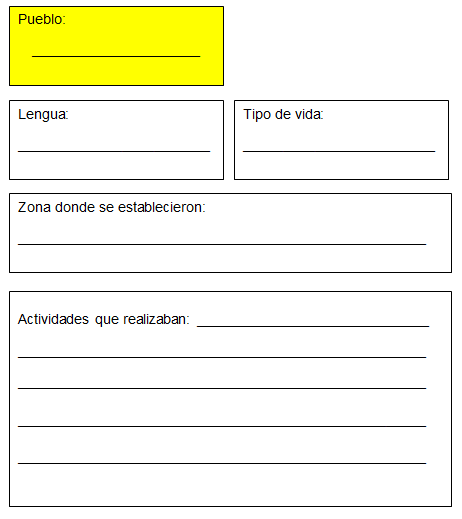 Pueblo:
Lengua:
Tipo de vida:
Zona donde se establecieron:
Actividades que realizaban: